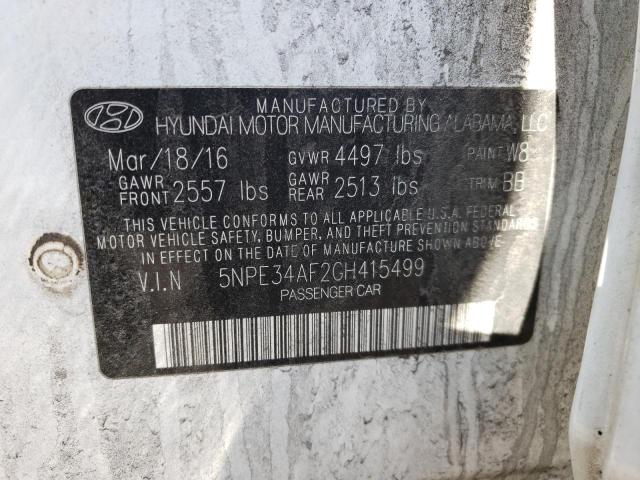 MANUFACTURED BY
HYUNDAI MOTOR MANUFACTURING ALABAMA, LLC
Mar/18/16 GVWR 4497 lbs PAINT W8
GAWR FRONT 2557 lbs GAWR REAR 2513 lbs TRIM BB
THIS VEHICLE CONFORMS TO ALL APPLICABLE U.S.A. FEDERAL
MOTOR VEHICLE SAFETY, BUMPER, AND THEFT PREVENTION STANDARDS
IN EFFECT ON THE DATE OF MANUFACTURE SHOWN ABOVE.
V.I.N 5NPE34AF2GH415499
PASSENGER CAR